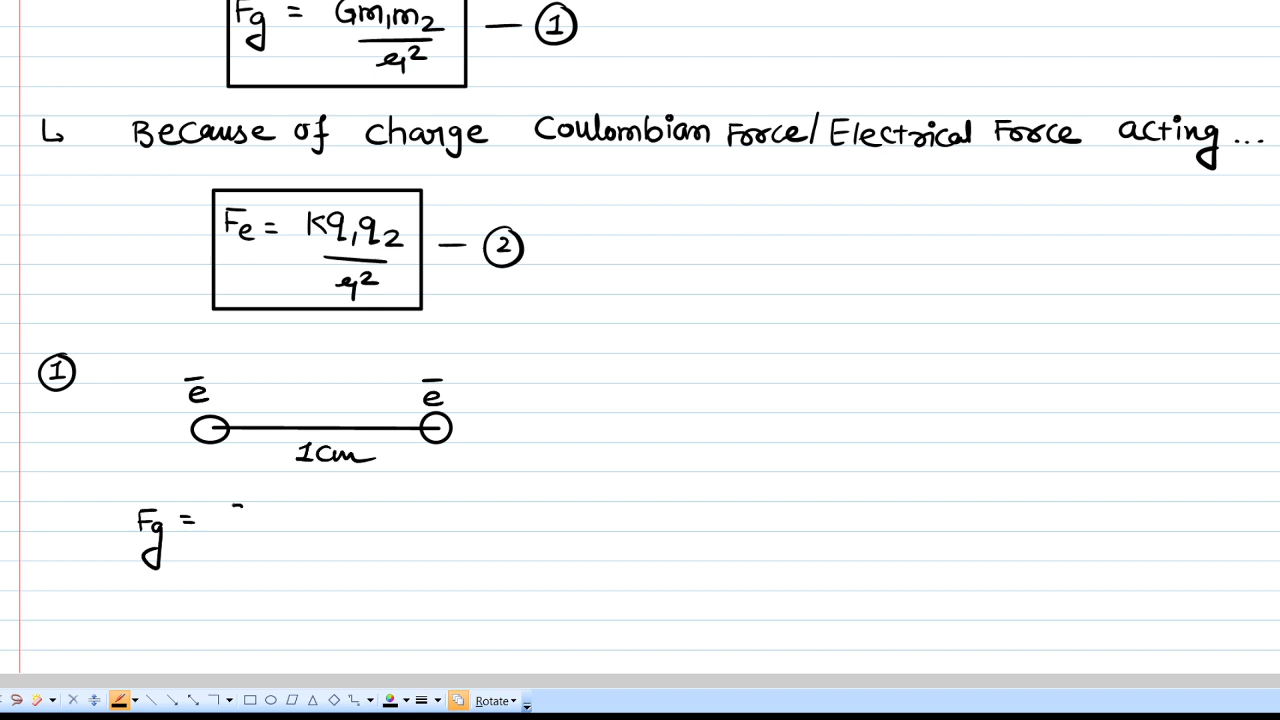 Fg = Gm₁m₂ / r² — ①
↳ Because of charge Coulombian Force/Electrical Force acting...
Fe = Kq₁q₂ / r² — ②
①
e̅ e̅
1cm
Fg =
Rotate